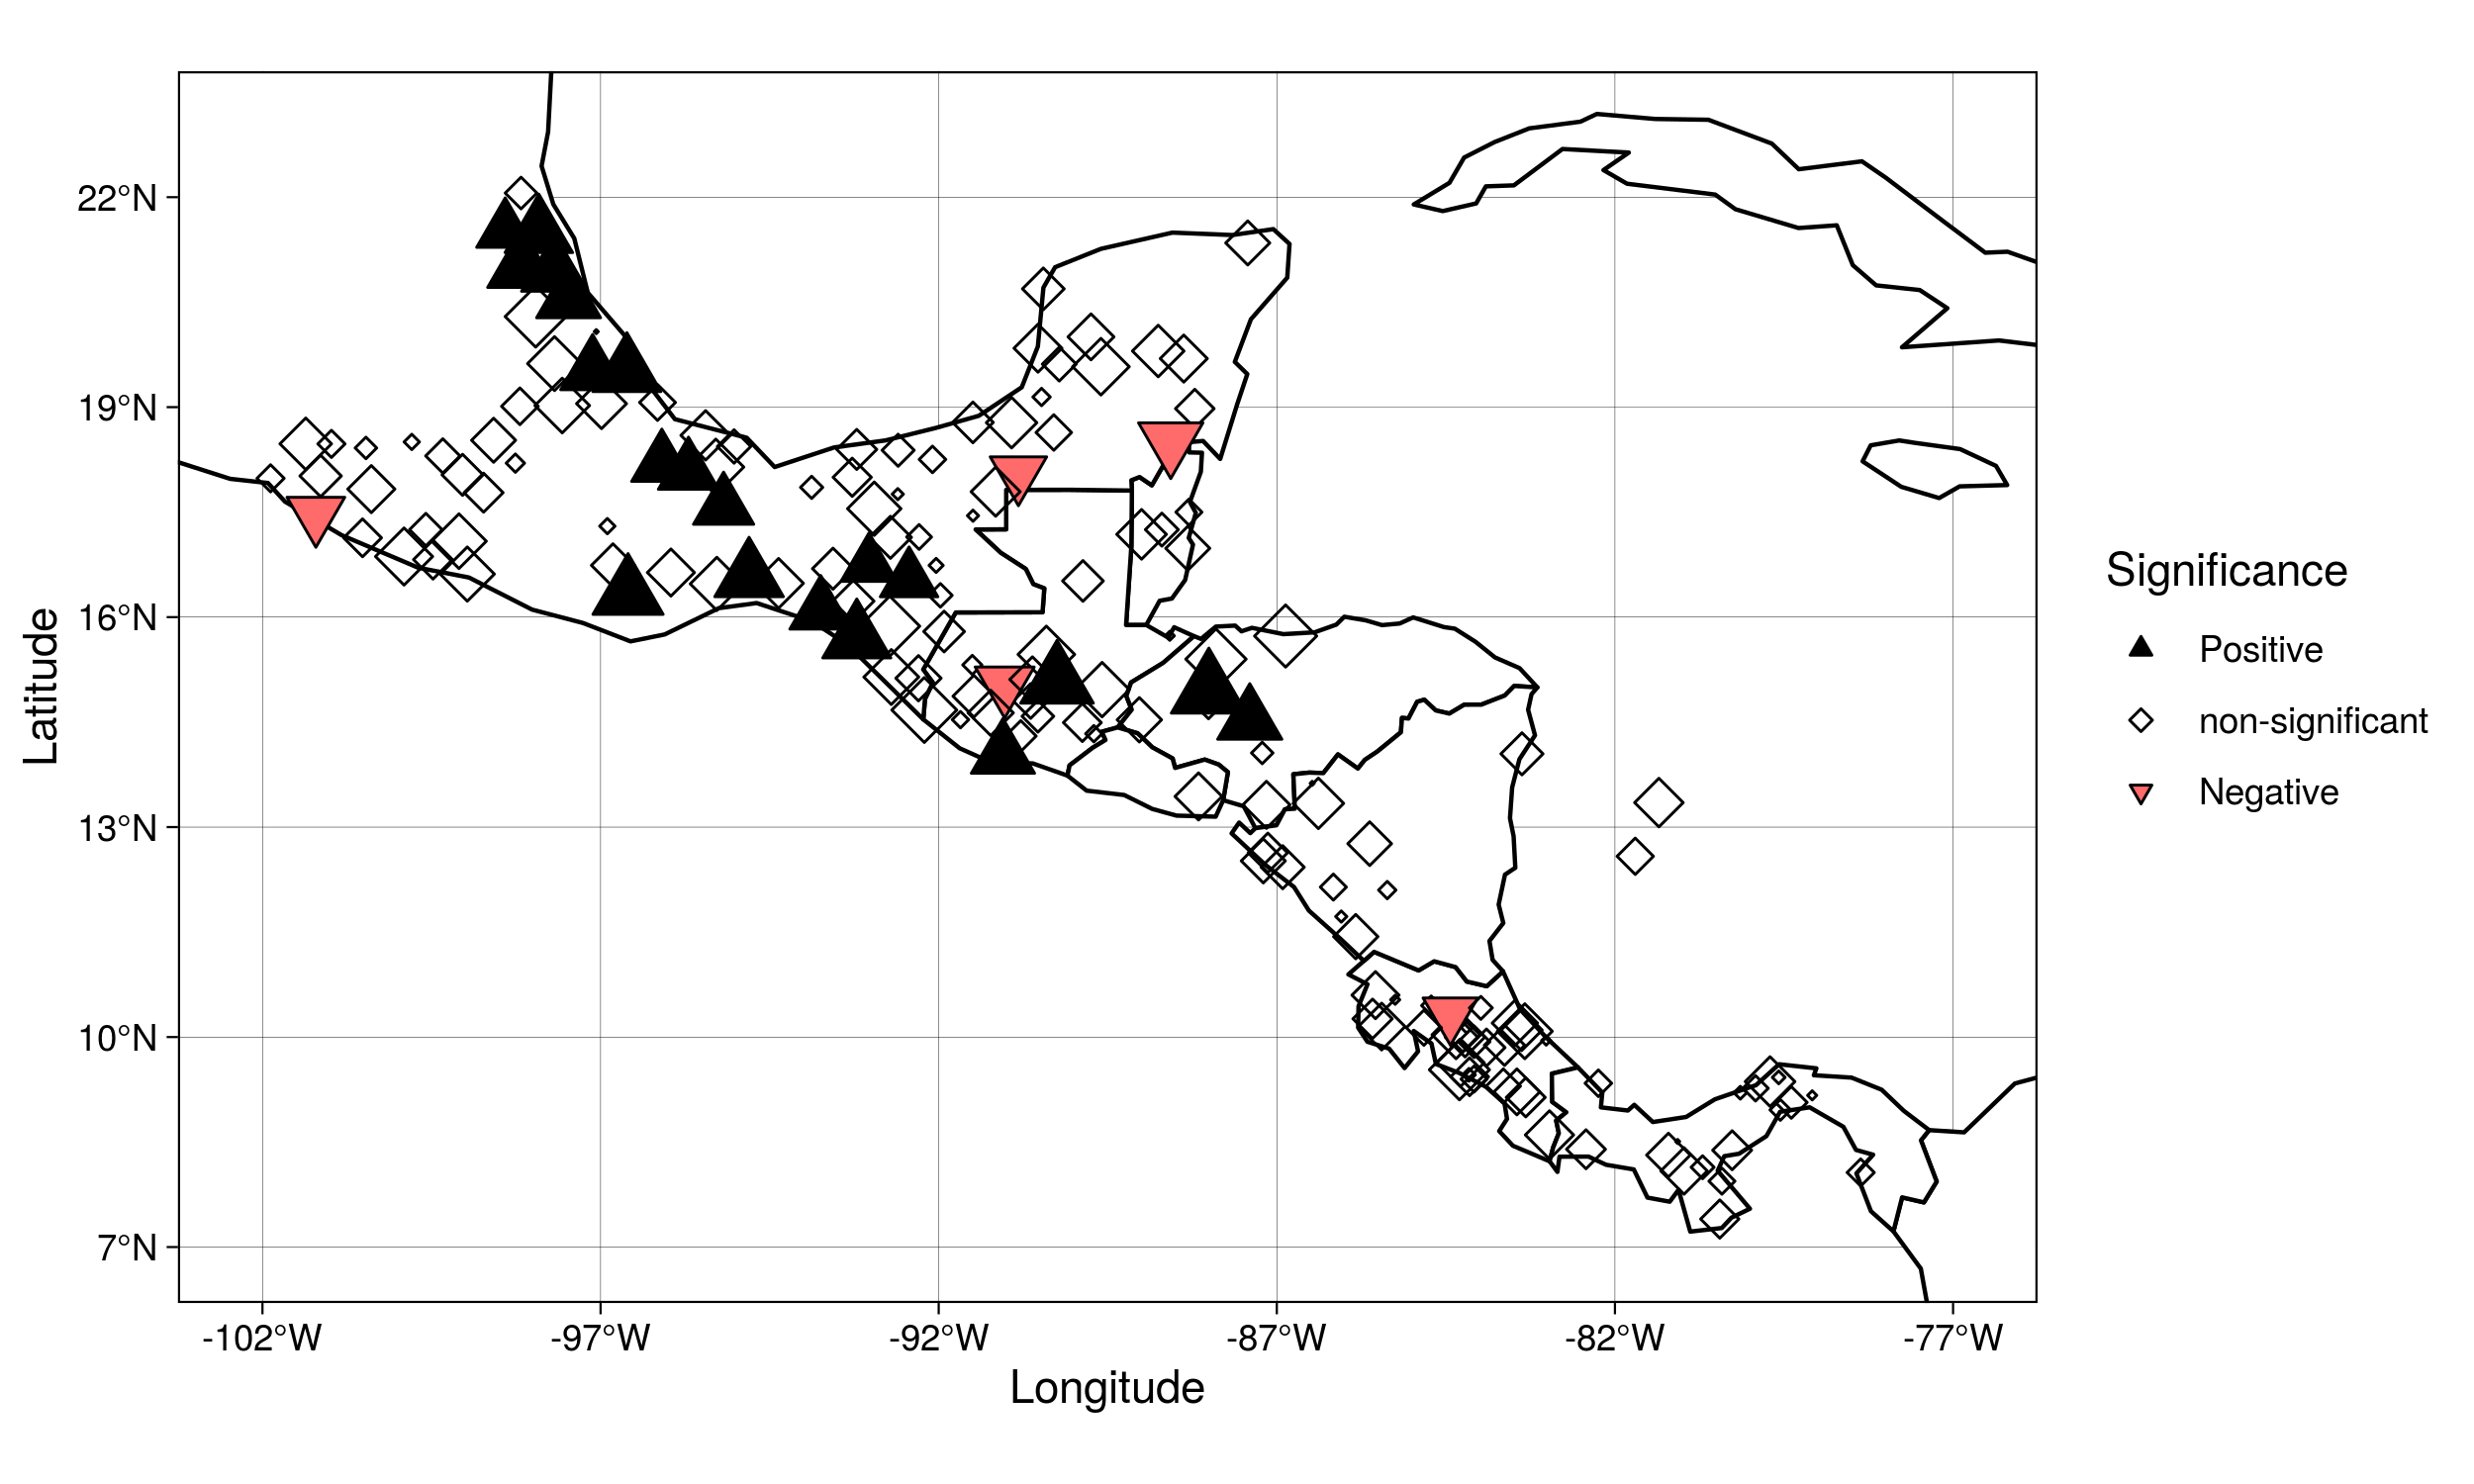 22°N
19°N
16°N
13°N
10°N
7°N
Latitude
-102°W
-97°W
-92°W
-87°W
-82°W
-77°W
Longitude
Significance
Positive
non-significant
Negative